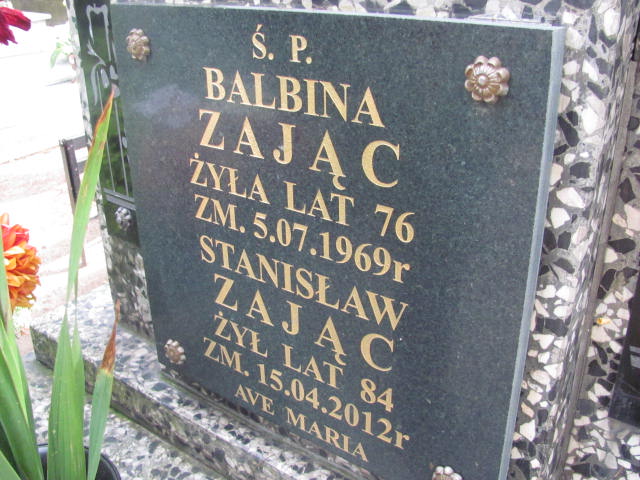 Ś. P.
BALBINA
ZAJĄC
ŻYŁA LAT 76
ZM. 5.07.1969r
STANISŁAW
ZAJĄC
ŻYŁ LAT 84
ZM. 15.04.2012r
AVE MARIA